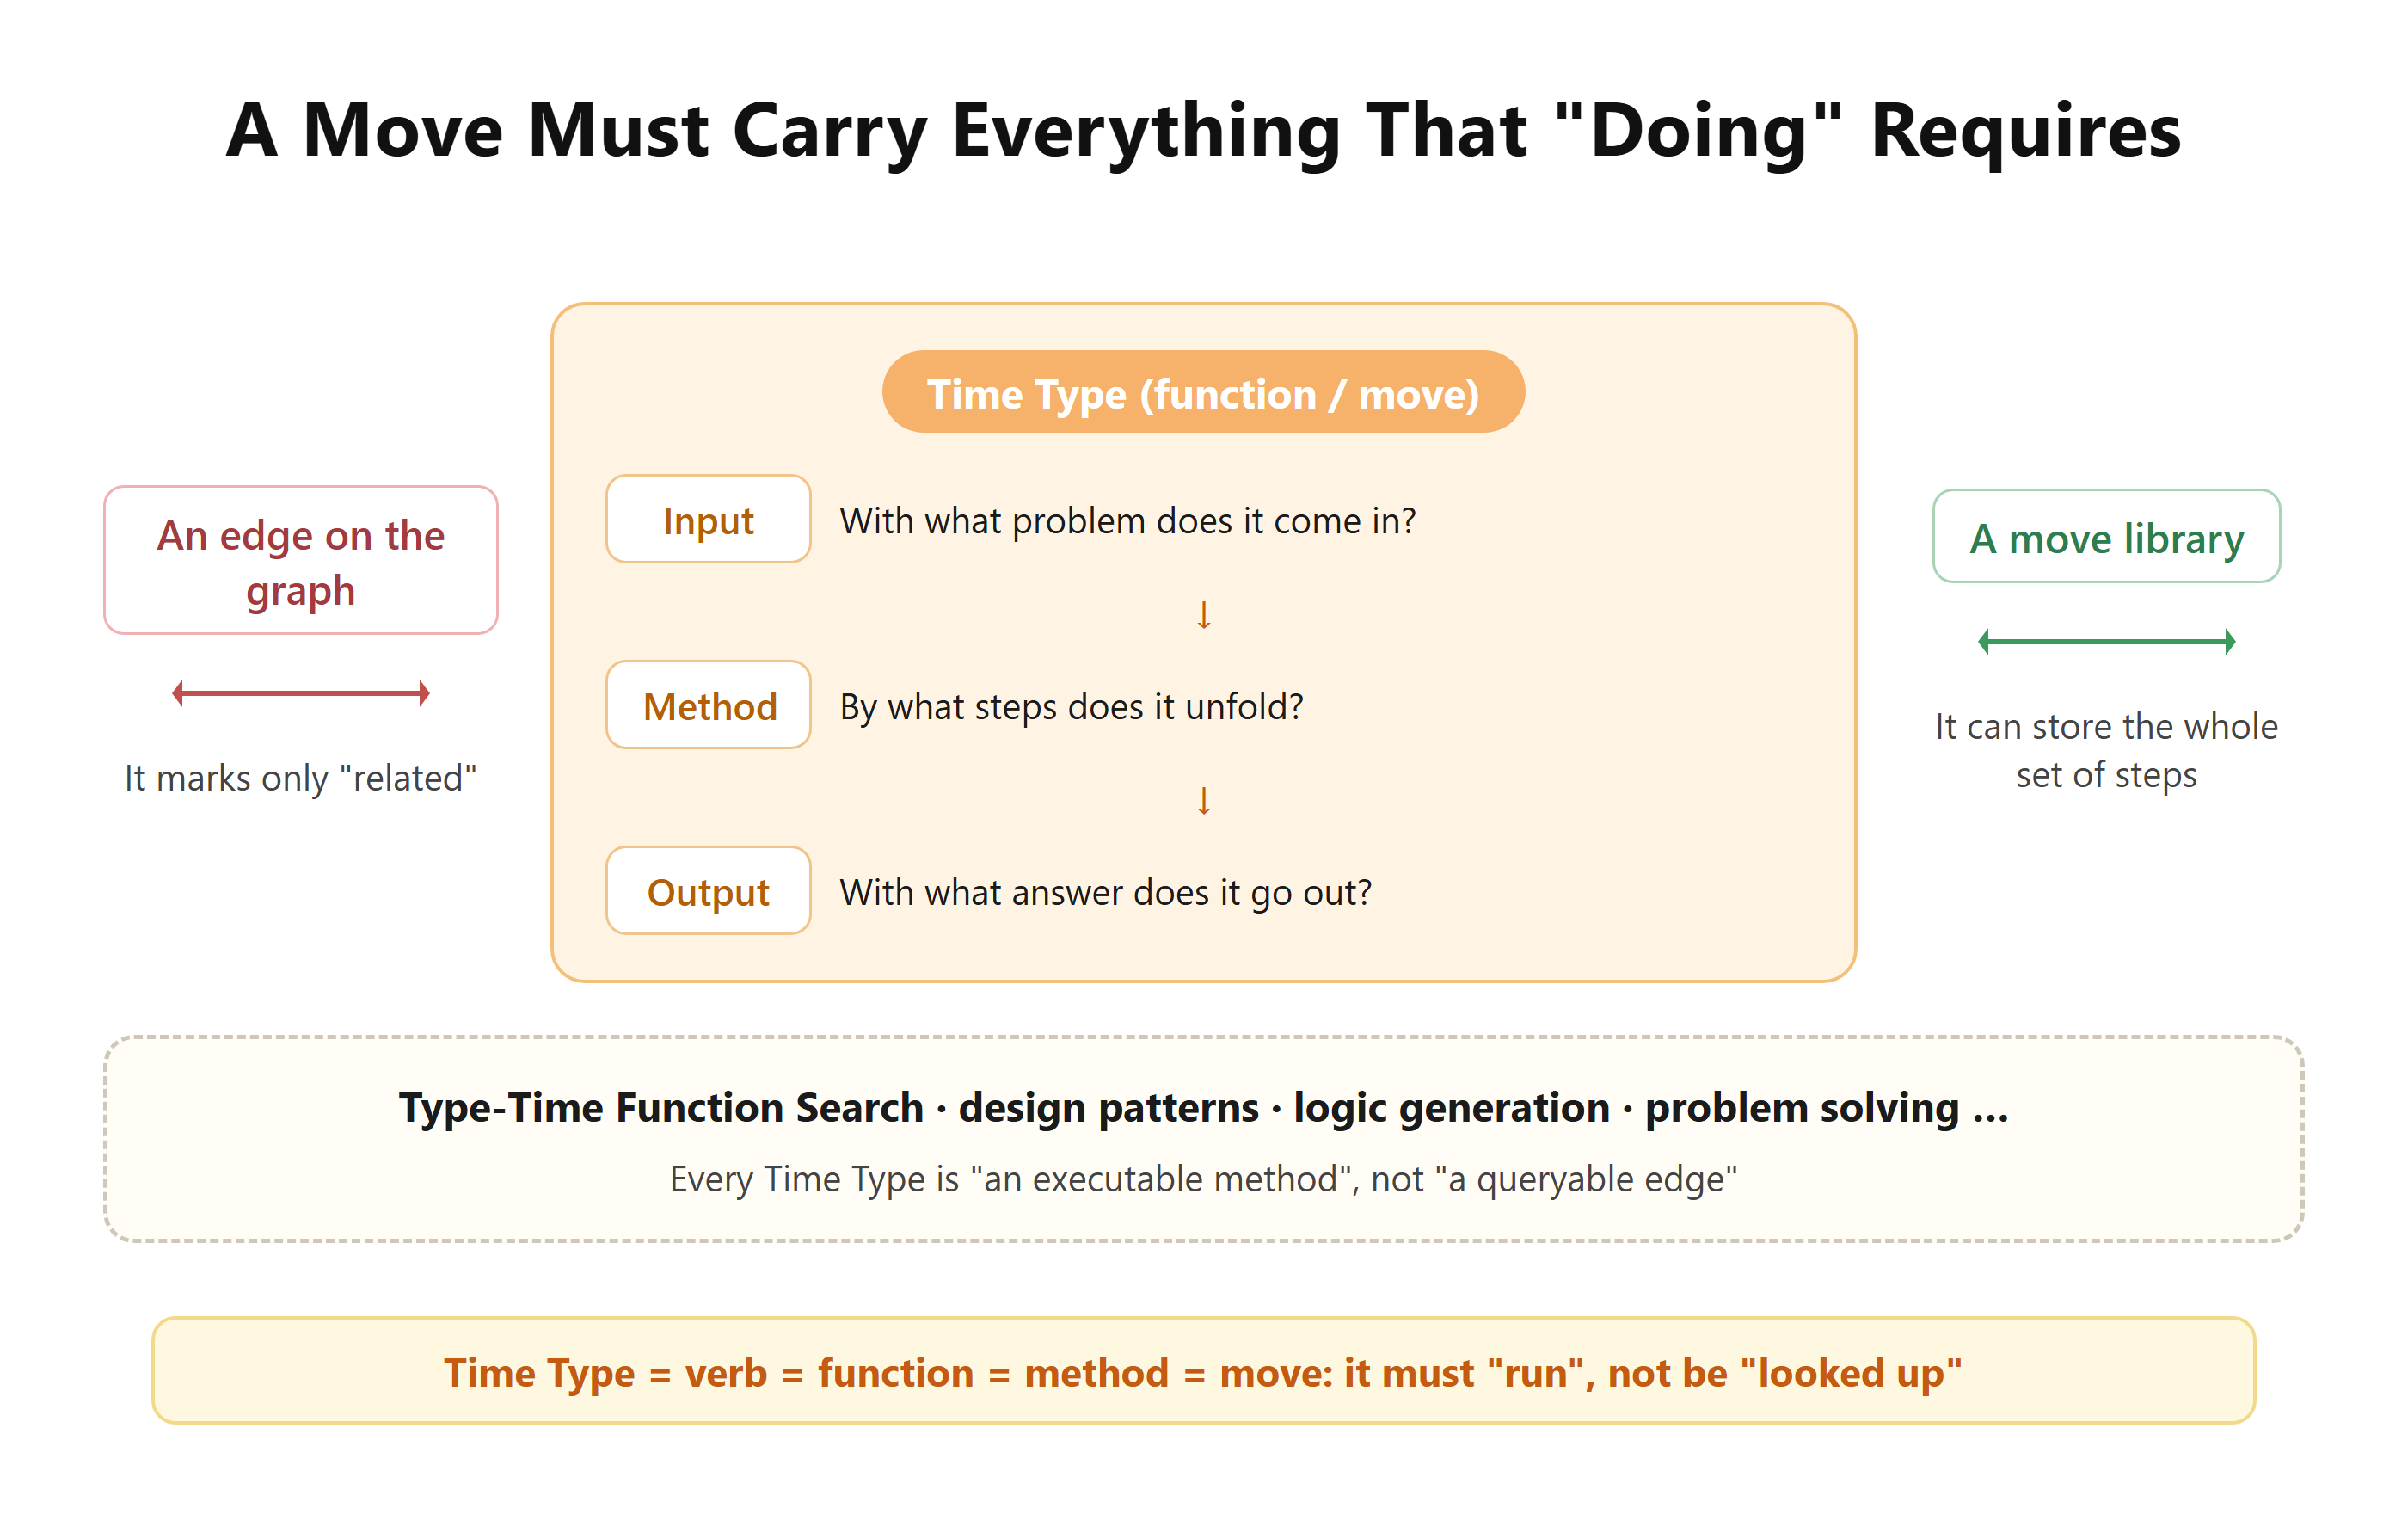 A Move Must Carry Everything That "Doing" Requires
An edge on the
graph
It marks only "related"
Time Type (function / move)
Input
With what problem does it come in?
↓
Method
By what steps does it unfold?
↓
Output
With what answer does it go out?
A move library
It can store the whole
set of steps
Type-Time Function Search · design patterns · logic generation · problem solving ...
Every Time Type is "an executable method", not "a queryable edge"
Time Type = verb = function = method = move: it must "run", not be "looked up"